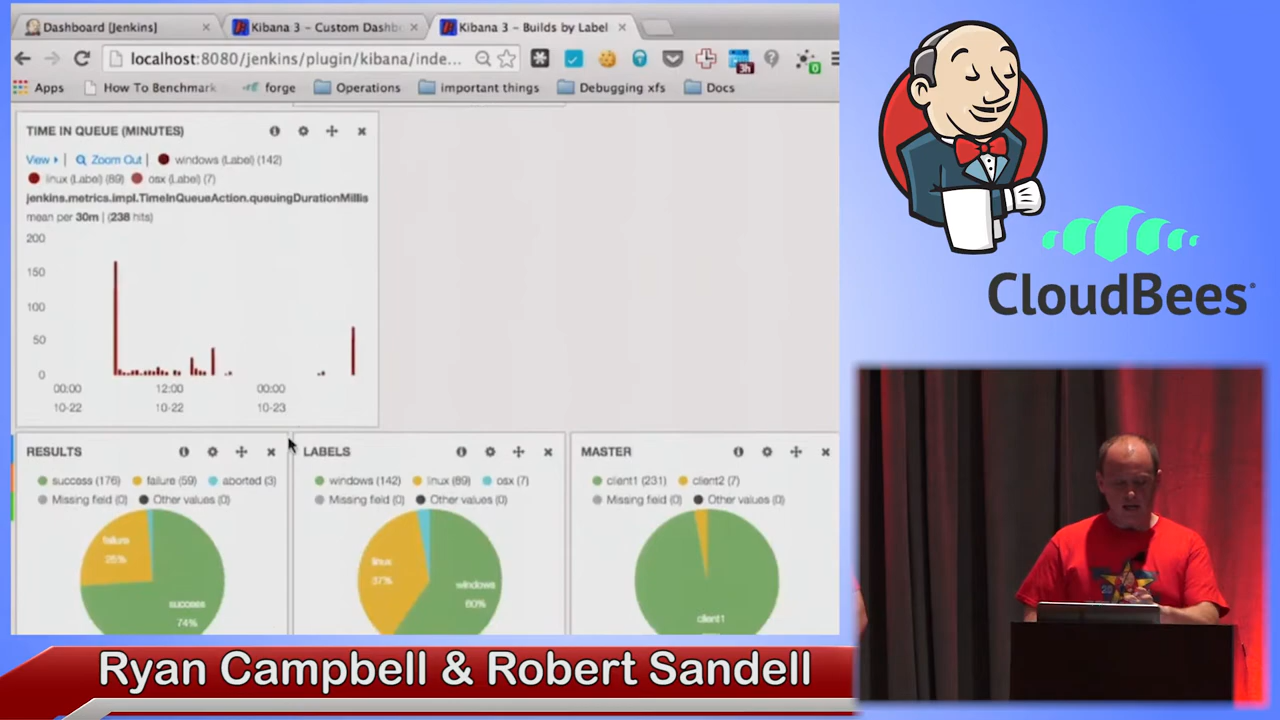 Dashboard [Jenkins]
Kibana 3 – Custom Dashb
Kibana 3 – Builds by Label
localhost:8080/jenkins/plugin/kibana/inde...
3h
0
Apps
How To Benchmark
forge
Operations
important things
Debugging xfs
Docs
TIME IN QUEUE (MINUTES)
View | Zoom Out | windows (Label) (142)
linux (Label) (89) osx (Label) (7)
jenkins.metrics.impl.TimeInQueueAction.queuingDurationMillis
mean per 30m | (238 hits)
200
150
100
50
0
00:00 12:00 00:00
10-22 10-22 10-23
RESULTS
success (176) failure (59) aborted (3)
Missing field (0) Other values (0)
failure
25%
success
74%
LABELS
windows (142) linux (89) osx (7)
Missing field (0) Other values (0)
linux
37%
windows
60%
MASTER
client1 (231) client2 (7)
Missing field (0) Other values (0)
client1
CloudBees
Ryan Campbell & Robert Sandell